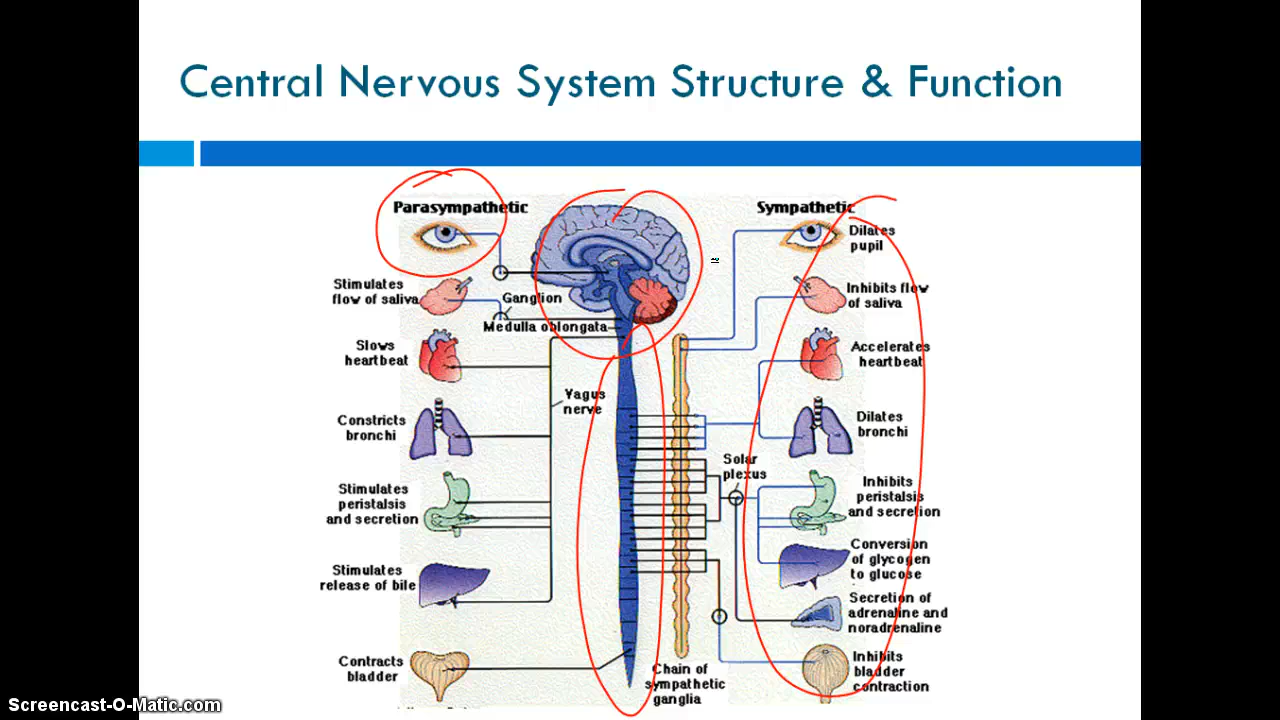 Central Nervous System Structure & Function
Parasympathetic
Sympathetic
Dilates
pupil
Stimulates
flow of saliva
Ganglion
Medulla oblongata
Inhibits flow
of saliva
Slows
heartbeat
Accelerates
heartbeat
Vagus
nerve
Constricts
bronchi
Dilates
bronchi
Solar
plexus
Stimulates
peristalsis
and secretion
Inhibits
peristalsis
and secretion
Stimulates
release of bile
Conversion
of glycogen
to glucose
Secretion of
adrenaline and
noradrenaline
Contracts
bladder
Chain of
sympathetic
ganglia
Inhibits
bladder
contraction
Screencast-O-Matic.com